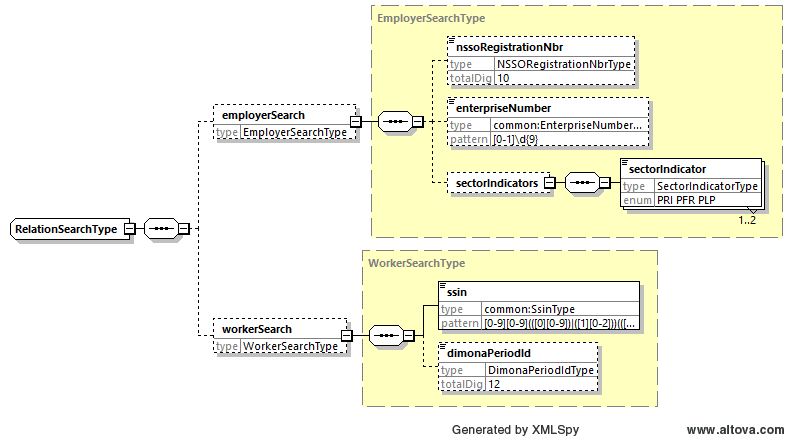 EmployerSearchType
nssoRegistrationNbr
type NSSORegistrationNbrType
totalDig 10
employerSearch
type EmployerSearchType
enterpriseNumber
type common:EnterpriseNumber...
pattern [0-1]\d{9}
sectorIndicators
sectorIndicator
type SectorIndicatorType
enum PRI PFR PLP
1..2
RelationSearchType
WorkerSearchType
ssin
type common:SsinType
pattern [0-9][0-9](([0][0-9])|([1][0-2]))(([...
workerSearch
type WorkerSearchType
dimonaPeriodId
type DimonaPeriodIdType
totalDig 12
Generated by XMLSpy
www.altova.com